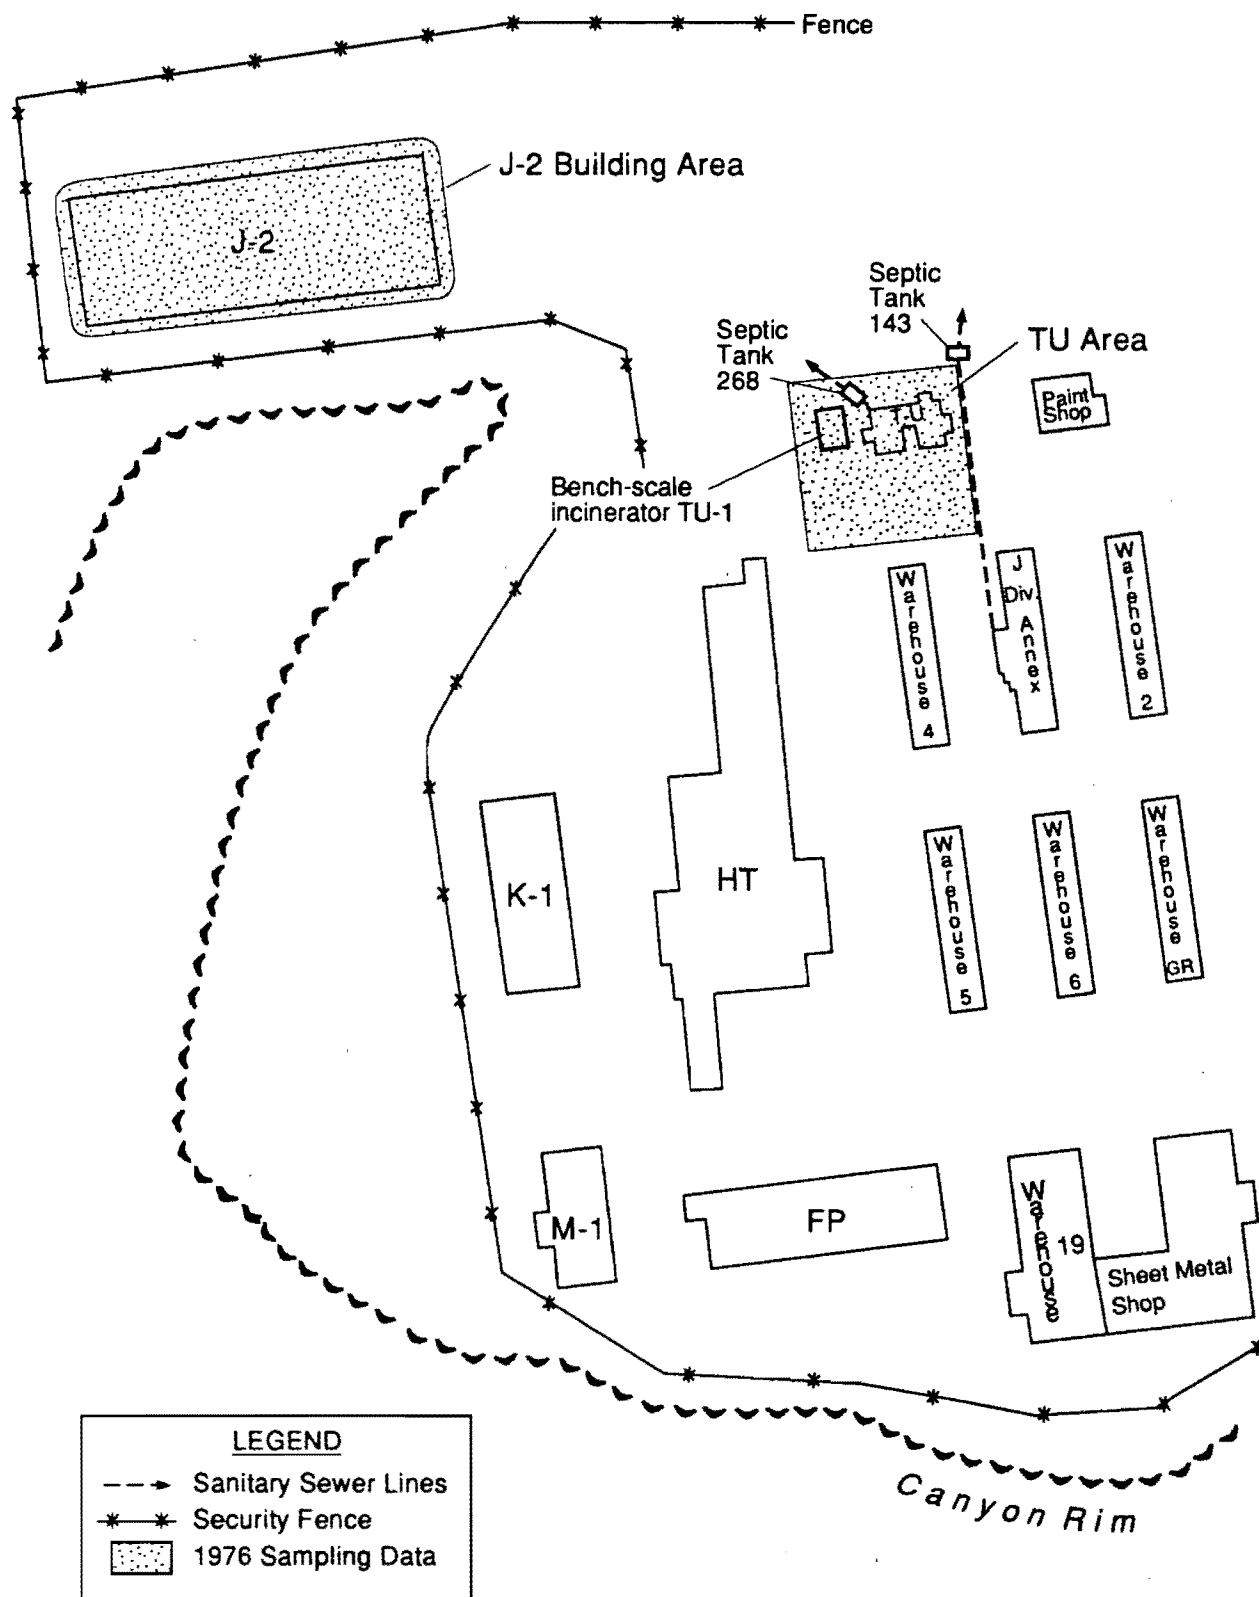 Fence
J-2 Building Area
J-2
Septic
Tank
143
Septic
Tank
268
TU Area
TU
Paint
Shop
Bench-scale
incinerator TU-1
Warehouse 4
J
Div.
Annex
Warehouse 2
K-1
HT
Warehouse 5
Warehouse 6
Warehouse GR
M-1
FP
Warehouse 19
Sheet Metal
Shop
Canyon Rim
LEGEND
Sanitary Sewer Lines
Security Fence
1976 Sampling Data